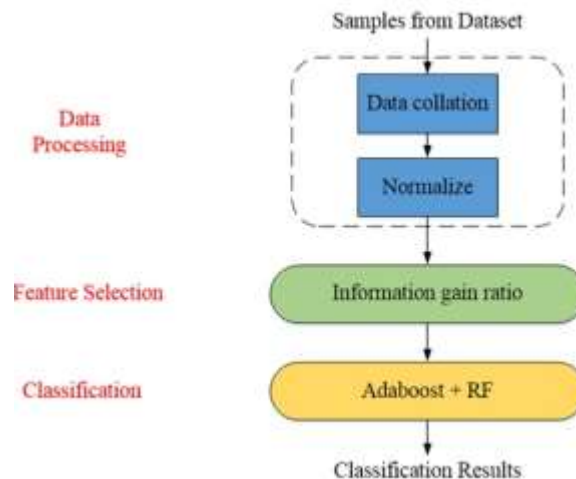 Samples from Dataset
Data collation
Data
Processing
Normalize
Feature Selection
Information gain ratio
Classification
Adaboost + RF
Classification Results